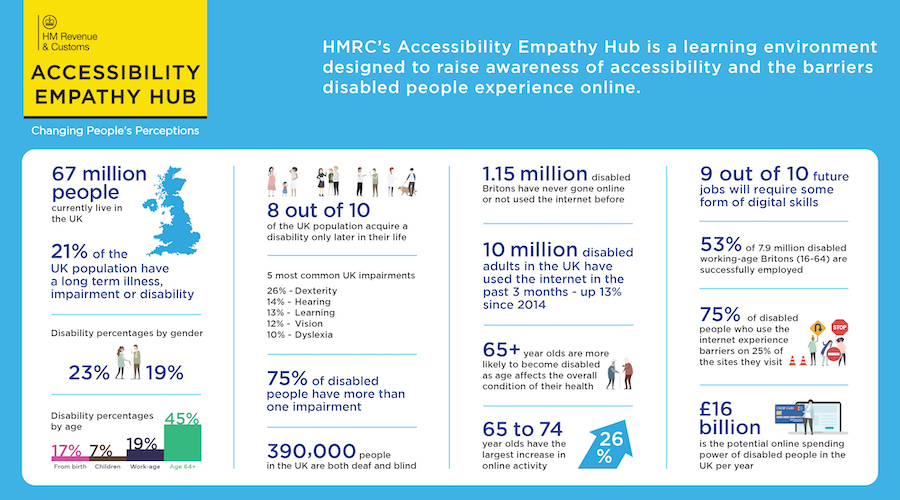 HM Revenue
& Customs
ACCESSIBILITY
EMPATHY HUB
Changing People's Perceptions
HMRC's Accessibility Empathy Hub is a learning environment
designed to raise awareness of accessibility and the barriers
disabled people experience online.
67 million
people
currently live in
the UK
21% of the
UK population have
a long term illness,
impairment or disability
Disability percentages by gender
23% 19%
Disability percentages
by age
17% 7% 19% 45%
From birth Children Work-age Age 64+
8 out of 10
of the UK population acquire a
disability only later in their life
5 most common UK impairments
26% - Dexterity
14% - Hearing
13% - Learning
12% - Vision
10% - Dyslexia
75% of disabled
people have more than
one impairment
390,000 people
in the UK are both deaf and blind
1.15 million disabled
Britons have never gone online
or not used the internet before
10 million disabled
adults in the UK have
used the internet in the
past 3 months - up 13%
since 2014
65+ year olds are more
likely to become disabled
as age affects the overall
condition of their health
65 to 74
year olds have the
largest increase in
online activity
26
%
9 out of 10 future
jobs will require some
form of digital skills
53% of 7.9 million disabled
working-age Britons (16-64) are
successfully employed
75% of disabled
people who use the
internet experience
barriers on 25% of
the sites they visit
STOP
£16
billion
is the potential online spending
power of disabled people in the
UK per year